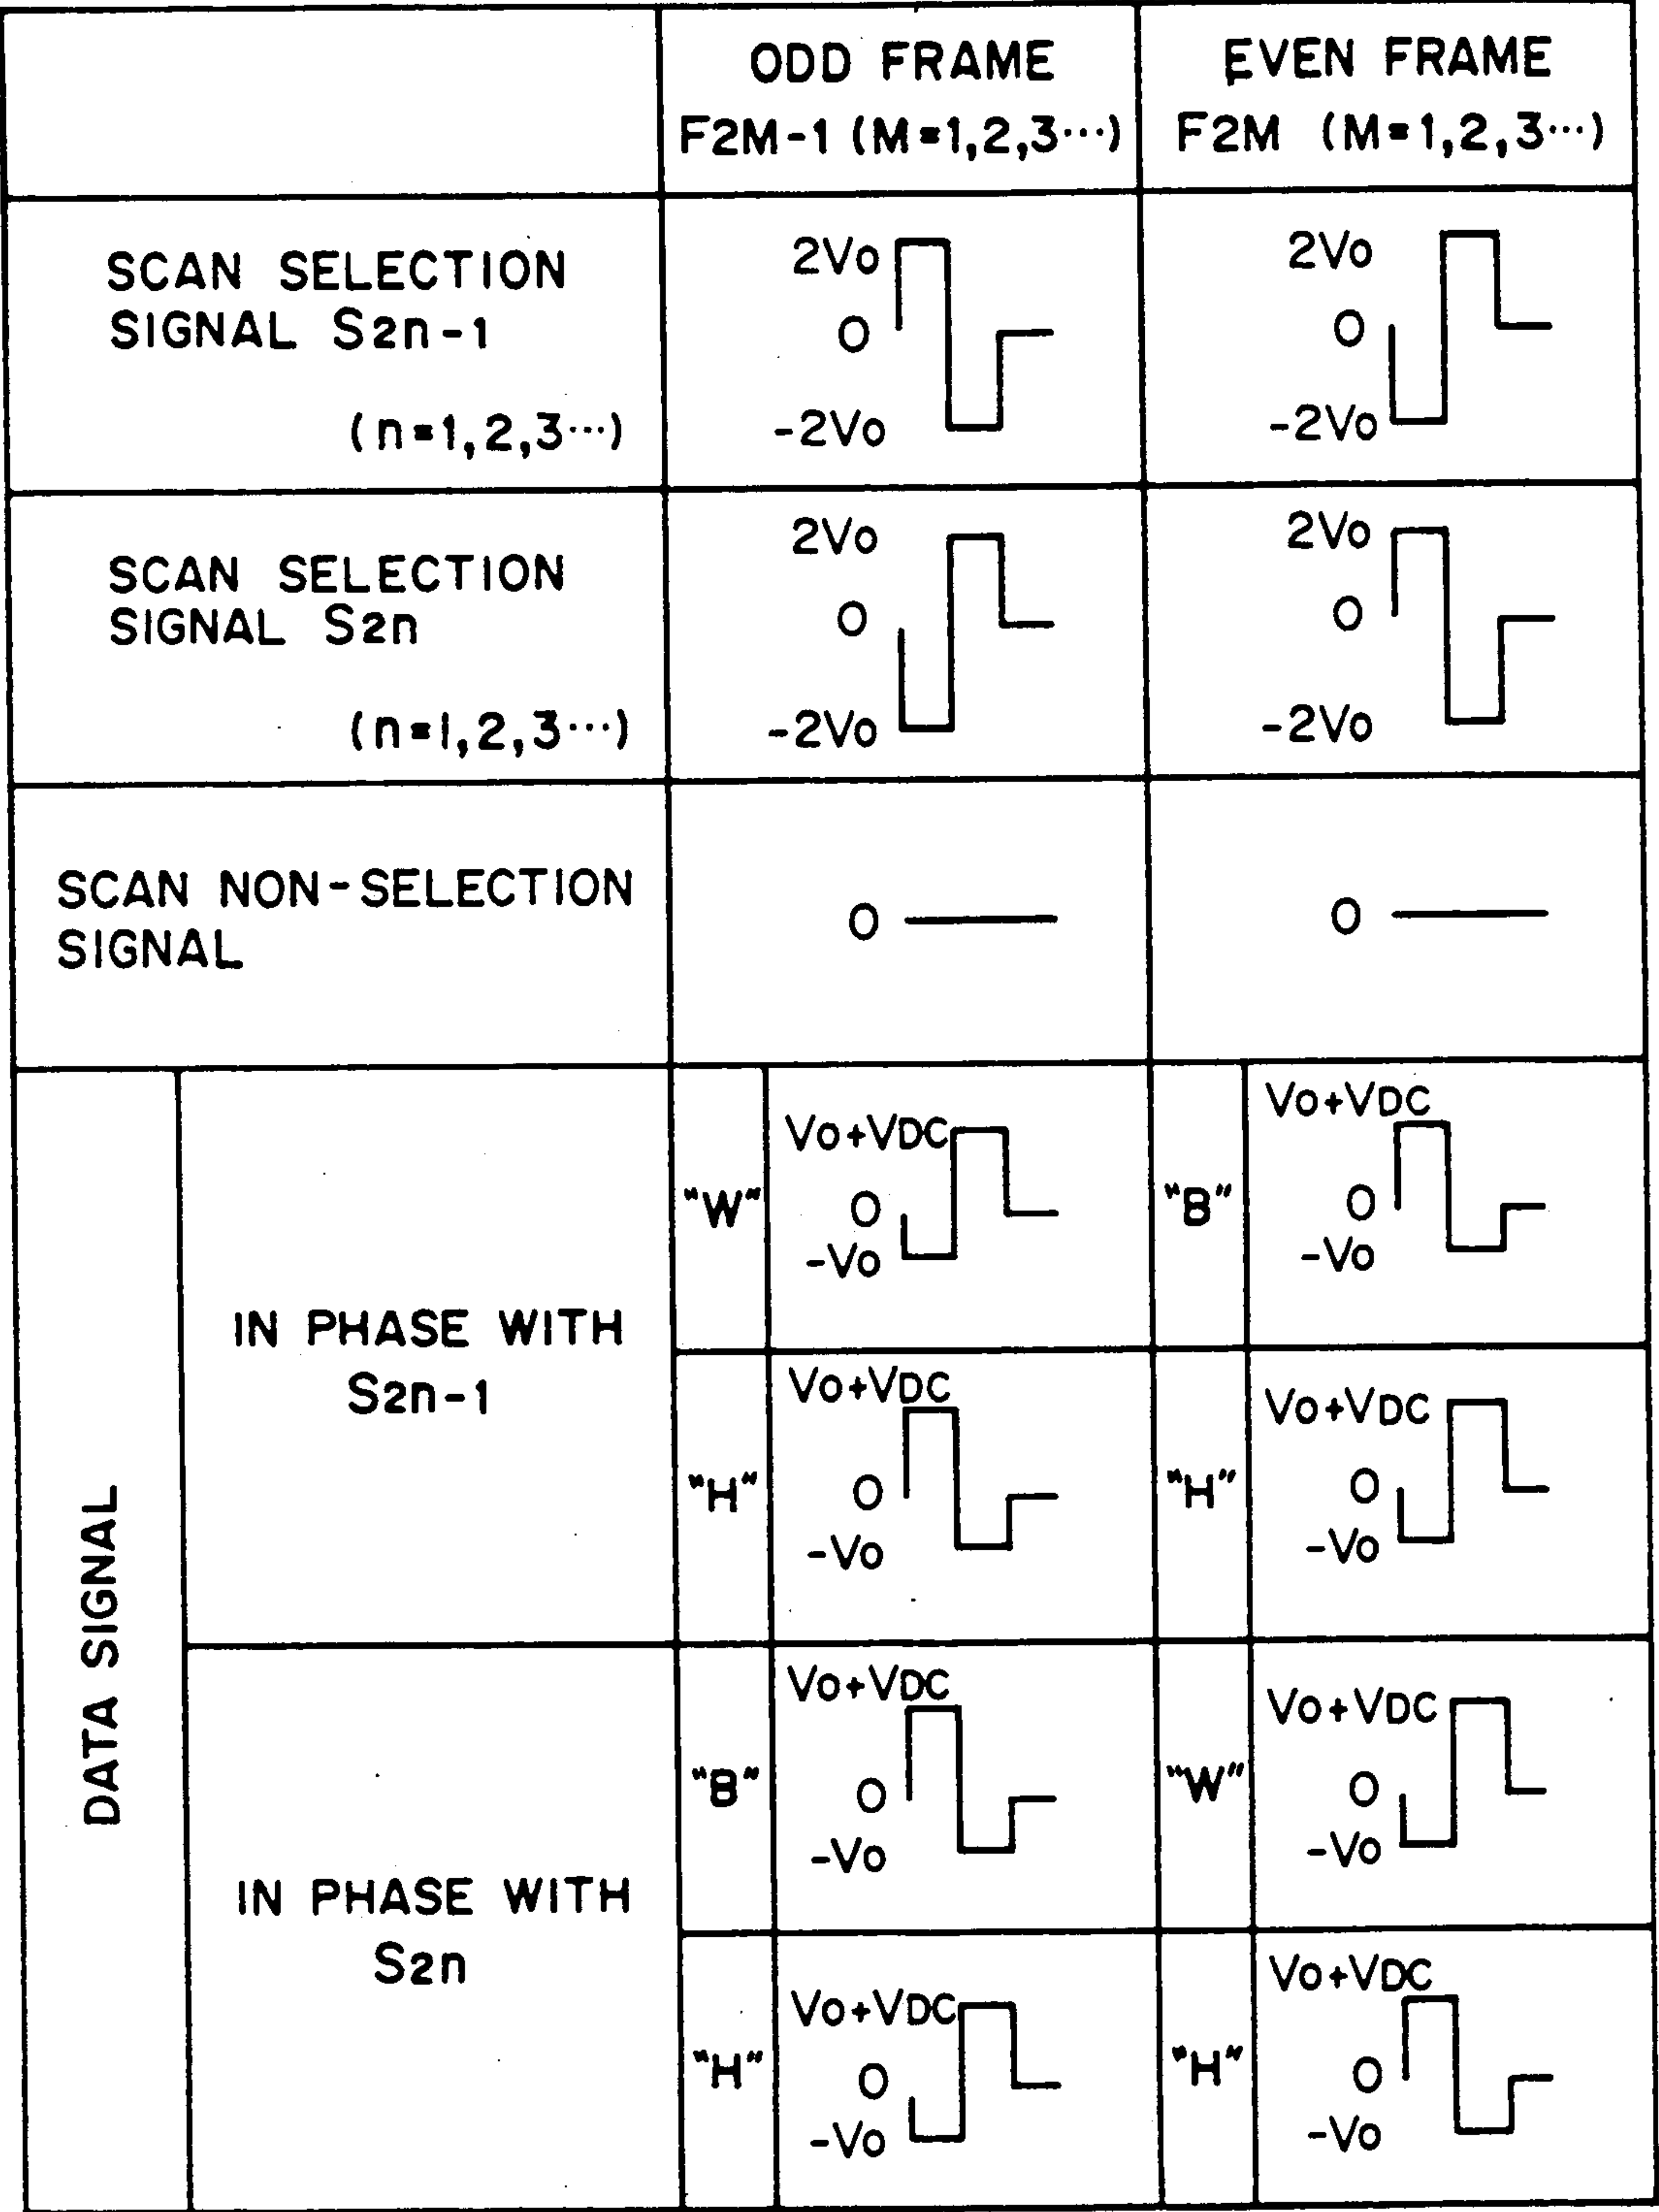 ODD FRAME
F2M-1 (M=1,2,3···)
EVEN FRAME
F2M (M=1,2,3···)
SCAN SELECTION
SIGNAL S2n-1
(n=1,2,3···)
2Vo
0
-2Vo
2Vo
0
-2Vo
SCAN SELECTION
SIGNAL S2n
(n=1,2,3···)
2Vo
0
-2Vo
2Vo
0
-2Vo
SCAN NON-SELECTION
SIGNAL
0
0
DATA SIGNAL
IN PHASE WITH
S2n-1
"W"
Vo+VDC
0
-Vo
"B"
Vo+VDC
0
-Vo
"H"
Vo+VDC
0
-Vo
"H"
Vo+VDC
0
-Vo
IN PHASE WITH
S2n
"B"
Vo+VDC
0
-Vo
"W"
Vo+VDC
0
-Vo
"H"
Vo+VDC
0
-Vo
"H"
Vo+VDC
0
-Vo